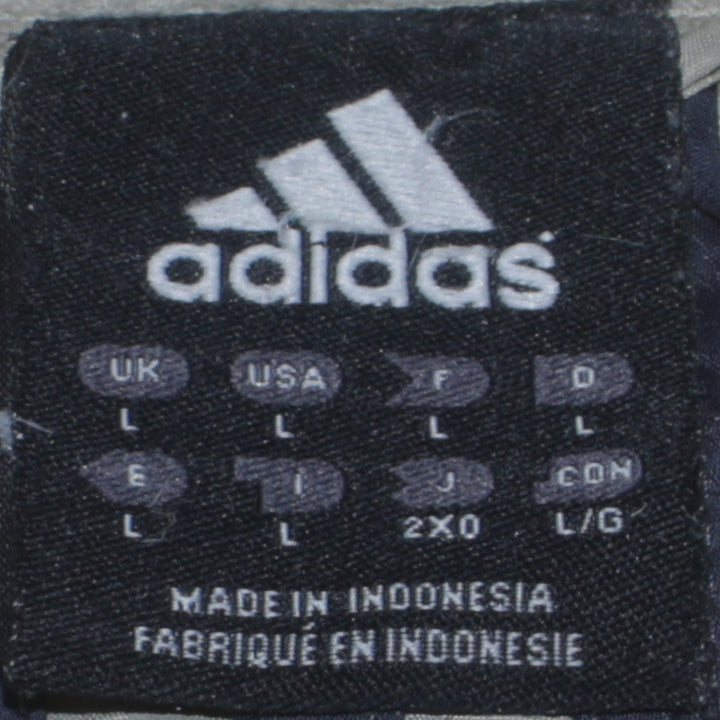 adidas
UK USA F D
L L L L
E I J CDN
L L 2XO L/G
MADE IN INDONESIA
FABRIQUÉ EN INDONESIE